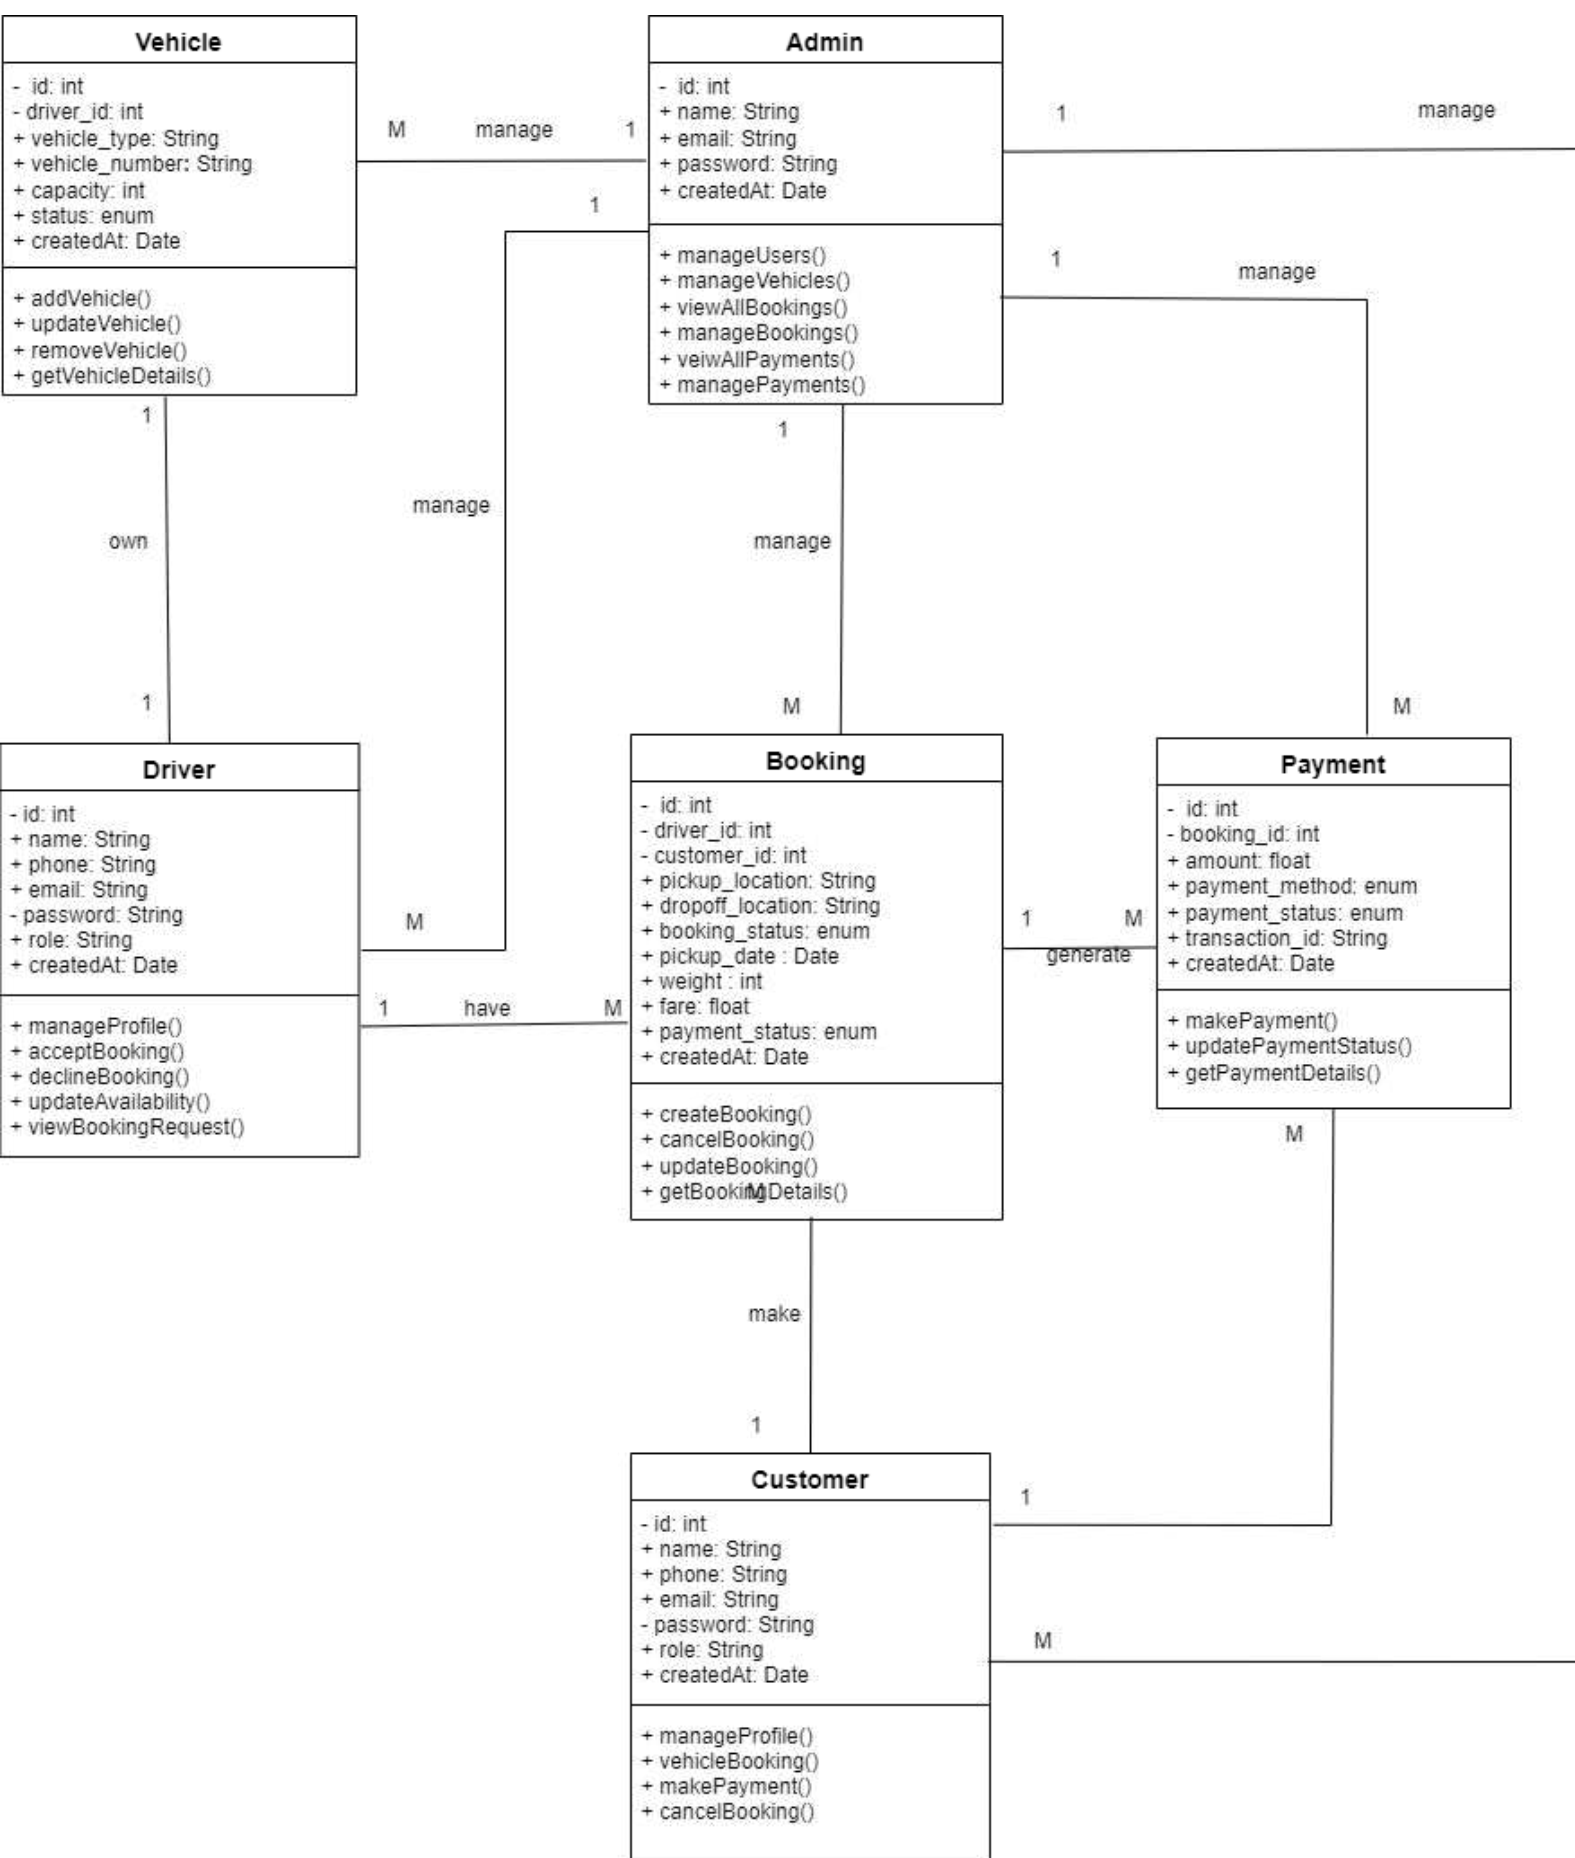 Vehicle
-  id: int
- driver_id: int
+ vehicle_type: String
+ vehicle_number: String
+ capacity: int
+ status: enum
+ createdAt: Date
+ addVehicle()
+ updateVehicle()
+ removeVehicle()
+ getVehicleDetails()
M
manage
1
Admin
-  id: int
+ name: String
+ email: String
+ password: String
+ createdAt: Date
+ manageUsers()
+ manageVehicles()
+ viewAllBookings()
+ manageBookings()
+ veiwAllPayments()
+ managePayments()
1
manage
1
1
manage
1
own
1
manage
1
manage
M
M
Driver
- id: int
+ name: String
+ phone: String
+ email: String
- password: String
+ role: String
+ createdAt: Date
+ manageProfile()
+ acceptBooking()
+ declineBooking()
+ updateAvailability()
+ viewBookingRequest()
M
1
have
M
Booking
-  id: int
- driver_id: int
- customer_id: int
+ pickup_location: String
+ dropoff_location: String
+ booking_status: enum
+ pickup_date : Date
+ weight : int
+ fare: float
+ payment_status: enum
+ createdAt: Date
+ createBooking()
+ cancelBooking()
+ updateBooking()
+ getBookingDetails()
M
1
M
generate
Payment
-  id: int
- booking_id: int
+ amount: float
+ payment_method: enum
+ payment_status: enum
+ transaction_id: String
+ createdAt: Date
+ makePayment()
+ updatePaymentStatus()
+ getPaymentDetails()
M
make
1
1
Customer
- id: int
+ name: String
+ phone: String
+ email: String
- password: String
+ role: String
+ createdAt: Date
+ manageProfile()
+ vehicleBooking()
+ makePayment()
+ cancelBooking()
M